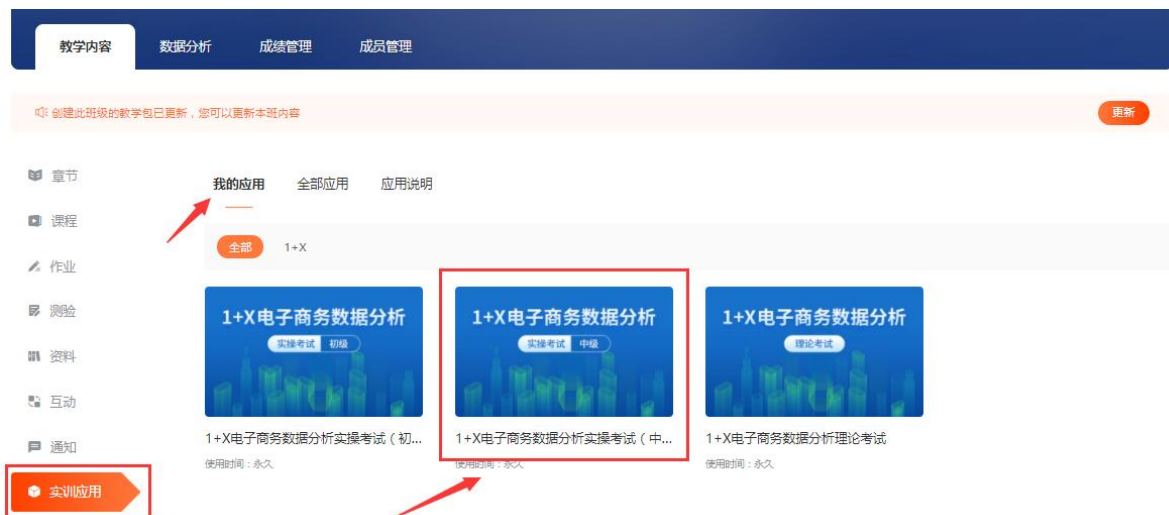 教学内容 数据分析 成绩管理 成员管理
创建此班级的教学包已更新，您可以更新本班内容 更新
章节
课程
作业
测验
资料
互动
通知
实训应用
我的应用 全部应用 应用说明
全部 1+X
1+X电子商务数据分析
实操考试 初级
1+X电子商务数据分析实操考试（初...
使用时间：永久
1+X电子商务数据分析
实操考试 中级
1+X电子商务数据分析实操考试（中...
使用时间：永久
1+X电子商务数据分析
理论考试
1+X电子商务数据分析理论考试
使用时间：永久